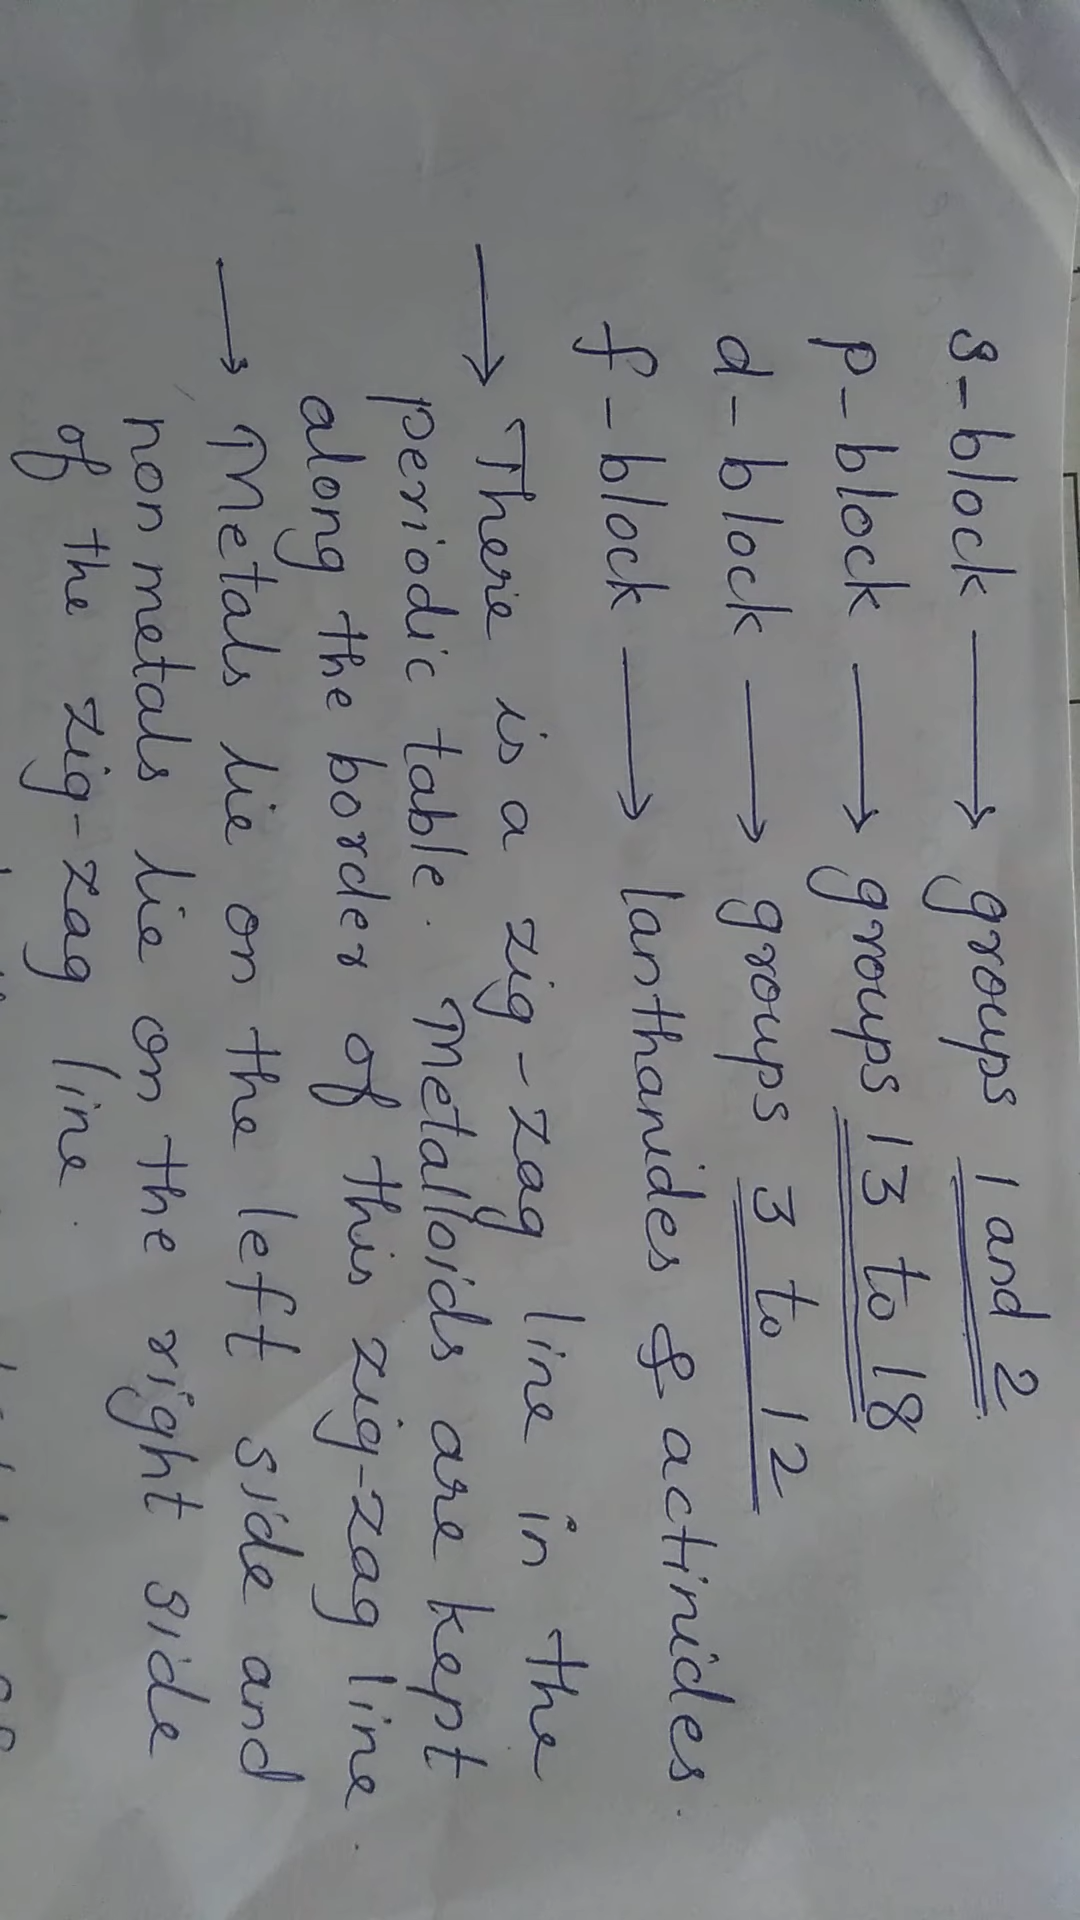 s-block → groups 1 and 2
p-block → groups 13 to 18
d-block → groups 3 to 12
f-block → lanthanides & actinides.
→ There is a zig-zag line in the
periodic table. Metalloids are kept
along the border of this zig-zag line.
→ Metals lie on the left side and
non metals lie on the right side
of the zig-zag line.